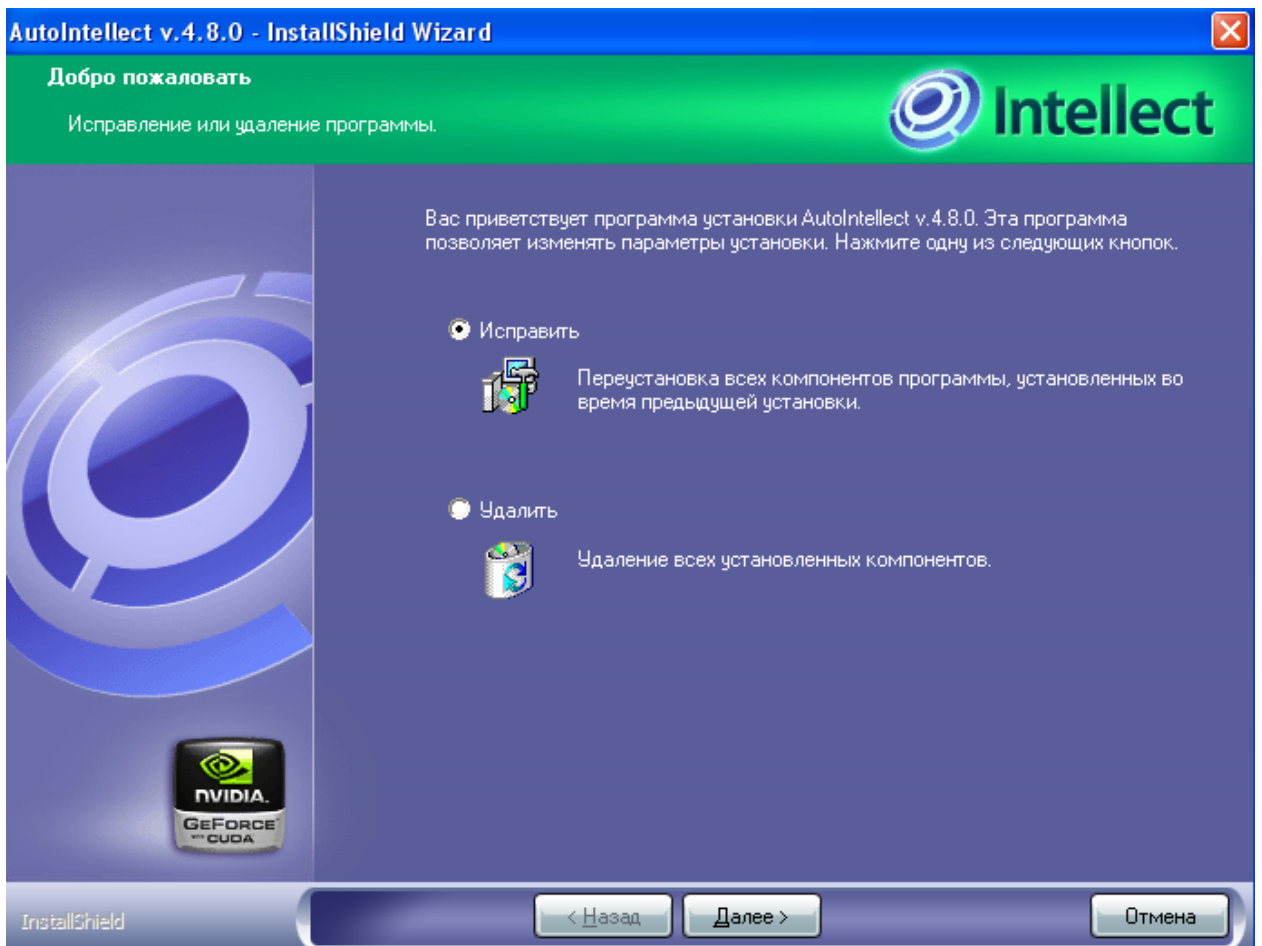 AutoIntellect v.4.8.0 - InstallShield Wizard
Добро пожаловать
Исправление или удаление программы.
Intellect
Вас приветствует программа установки AutoIntellect v.4.8.0. Эта программа
позволяет изменять параметры установки. Нажмите одну из следующих кнопок.
Исправить
Переустановка всех компонентов программы, установленных во
время предыдущей установки.
Удалить
Удаление всех установленных компонентов.
NVIDIA.
GEFORCE
WITH CUDA
InstallShield
< Назад
Далее >
Отмена